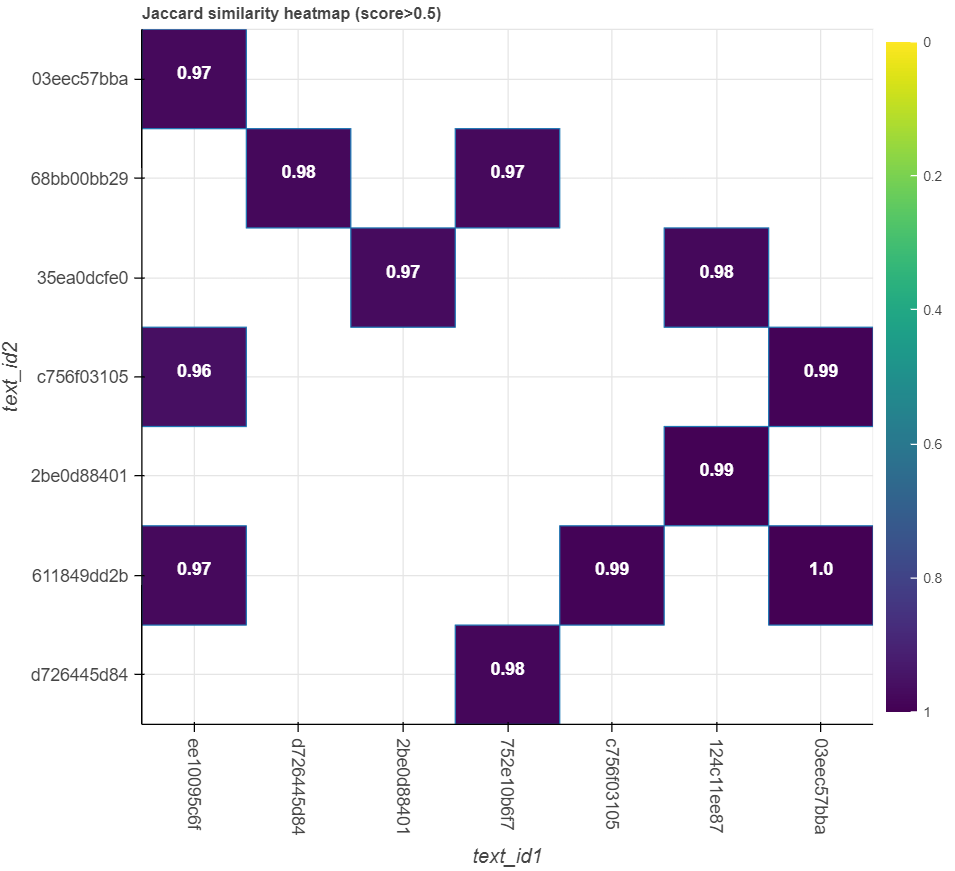 Jaccard similarity heatmap (score>0.5)
03eec57bba
68bb00bb29
35ea0dcfe0
c756f03105
2be0d88401
611849dd2b
d726445d84
text_id2
0.97
0.98
0.97
0.97
0.98
0.96
0.99
0.99
0.97
0.99
1.0
0.98
0
0.2
0.4
0.6
0.8
1
ee10095c6f
d726445d84
2be0d88401
752e10b6f7
c756f03105
124c11ee87
03eec57bba
text_id1